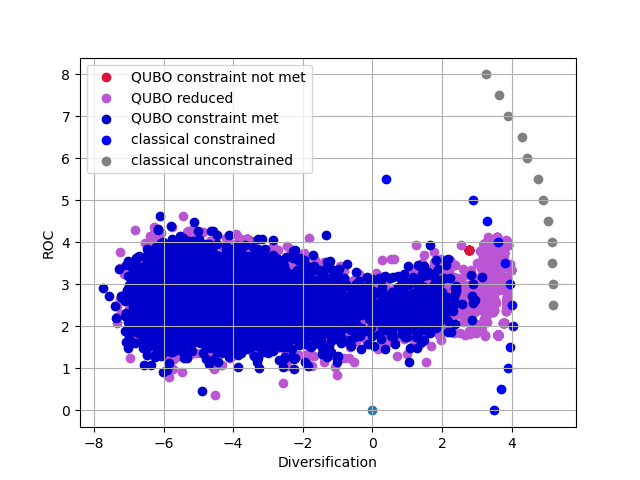 QUBO constraint not met
QUBO reduced
QUBO constraint met
classical constrained
classical unconstrained
8
7
6
5
4
3
2
1
0
ROC
−8 −6 −4 −2 0 2 4
Diversification